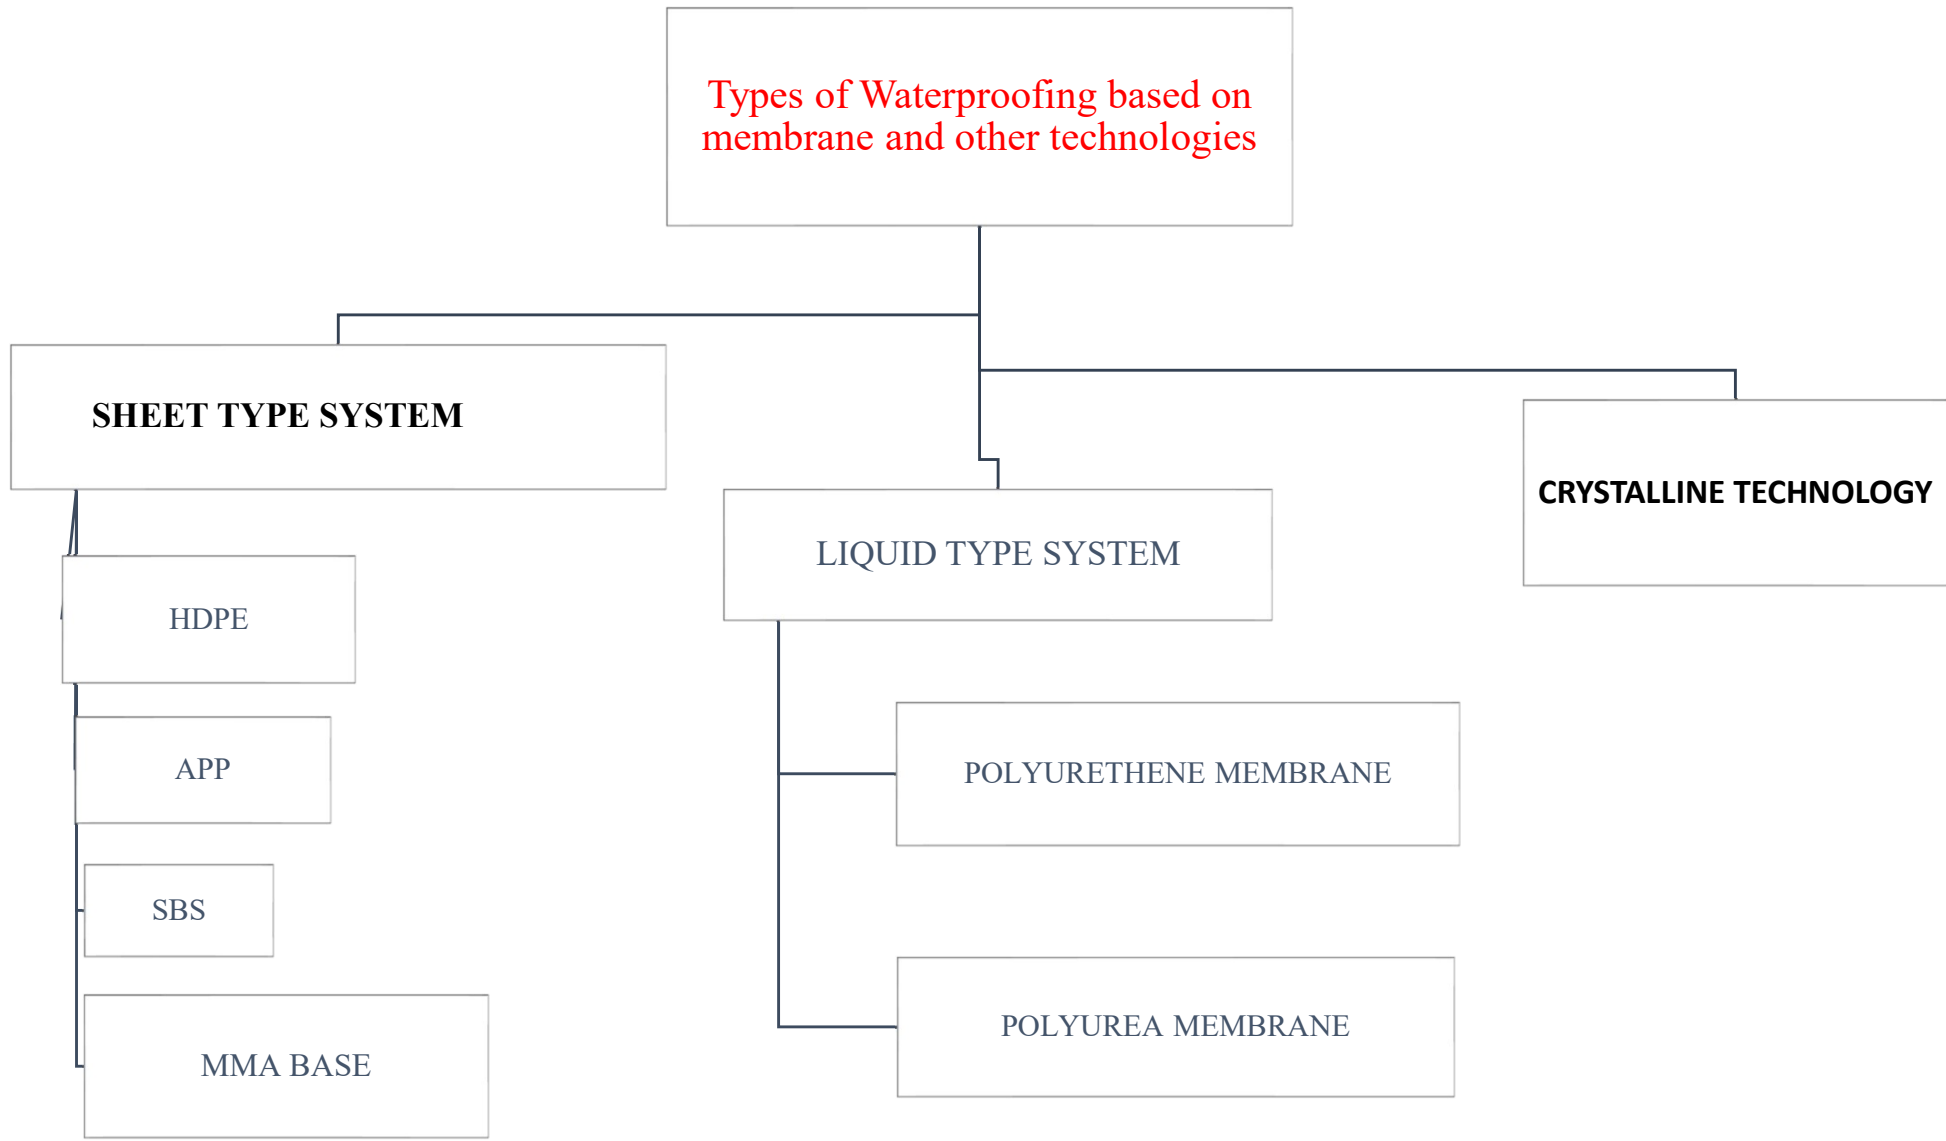 Types of Waterproofing based on
membrane and other technologies
SHEET TYPE SYSTEM
HDPE
APP
SBS
MMA BASE
LIQUID TYPE SYSTEM
POLYURETHENE MEMBRANE
POLYUREA MEMBRANE
CRYSTALLINE TECHNOLOGY